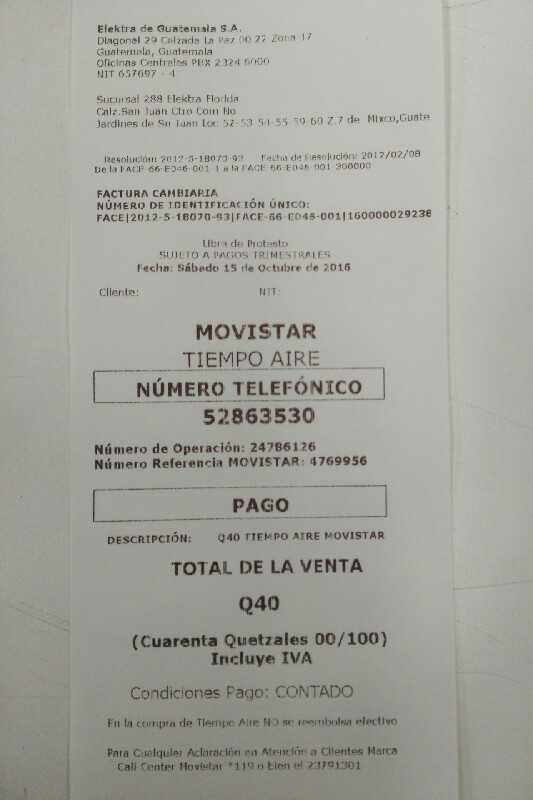 Elektra de Guatemala S.A.
Diagonal 29 Calzada La Paz 00 22 Zona 17
Guatemala, Guatemala
Oficinas Centrales PBX 2324 6000
NIT 657697 - 4
Sucursal 288 Elektra Florida
Calz.San Juan Ctro Com No
Jardines de Sn Juan Loc 52-53 54-55-59 60 Z.7 de Mixco,Guate
Resolución: 2012-5-18070-93 Fecha de Resolución: 2012/02/08
De la FACE-66-E046-001-1 a la FACE-66-E046-001-300000
FACTURA CAMBIARIA
NÚMERO DE IDENTIFICACIÓN ÚNICO:
FACE|2012-5-18070-93|FACE-66-E046-001|160000029238
Libre de Protesto
SUJETO A PAGOS TRIMESTRALES
Fecha: Sábado 15 de Octubre de 2016
Cliente: NIT:
MOVISTAR
TIEMPO AIRE
NÚMERO TELEFÓNICO
52863530
Número de Operación: 24786126
Número Referencia MOVISTAR: 4769956
PAGO
DESCRIPCIÓN: Q40 TIEMPO AIRE MOVISTAR
TOTAL DE LA VENTA
Q40
(Cuarenta Quetzales 00/100)
Incluye IVA
Condiciones Pago: CONTADO
En la compra de Tiempo Aire NO se reembolsa efectivo
Para Cualquier Aclaración en Atención a Clientes Marca
Call Center Movistar *119 o bien el 23791301